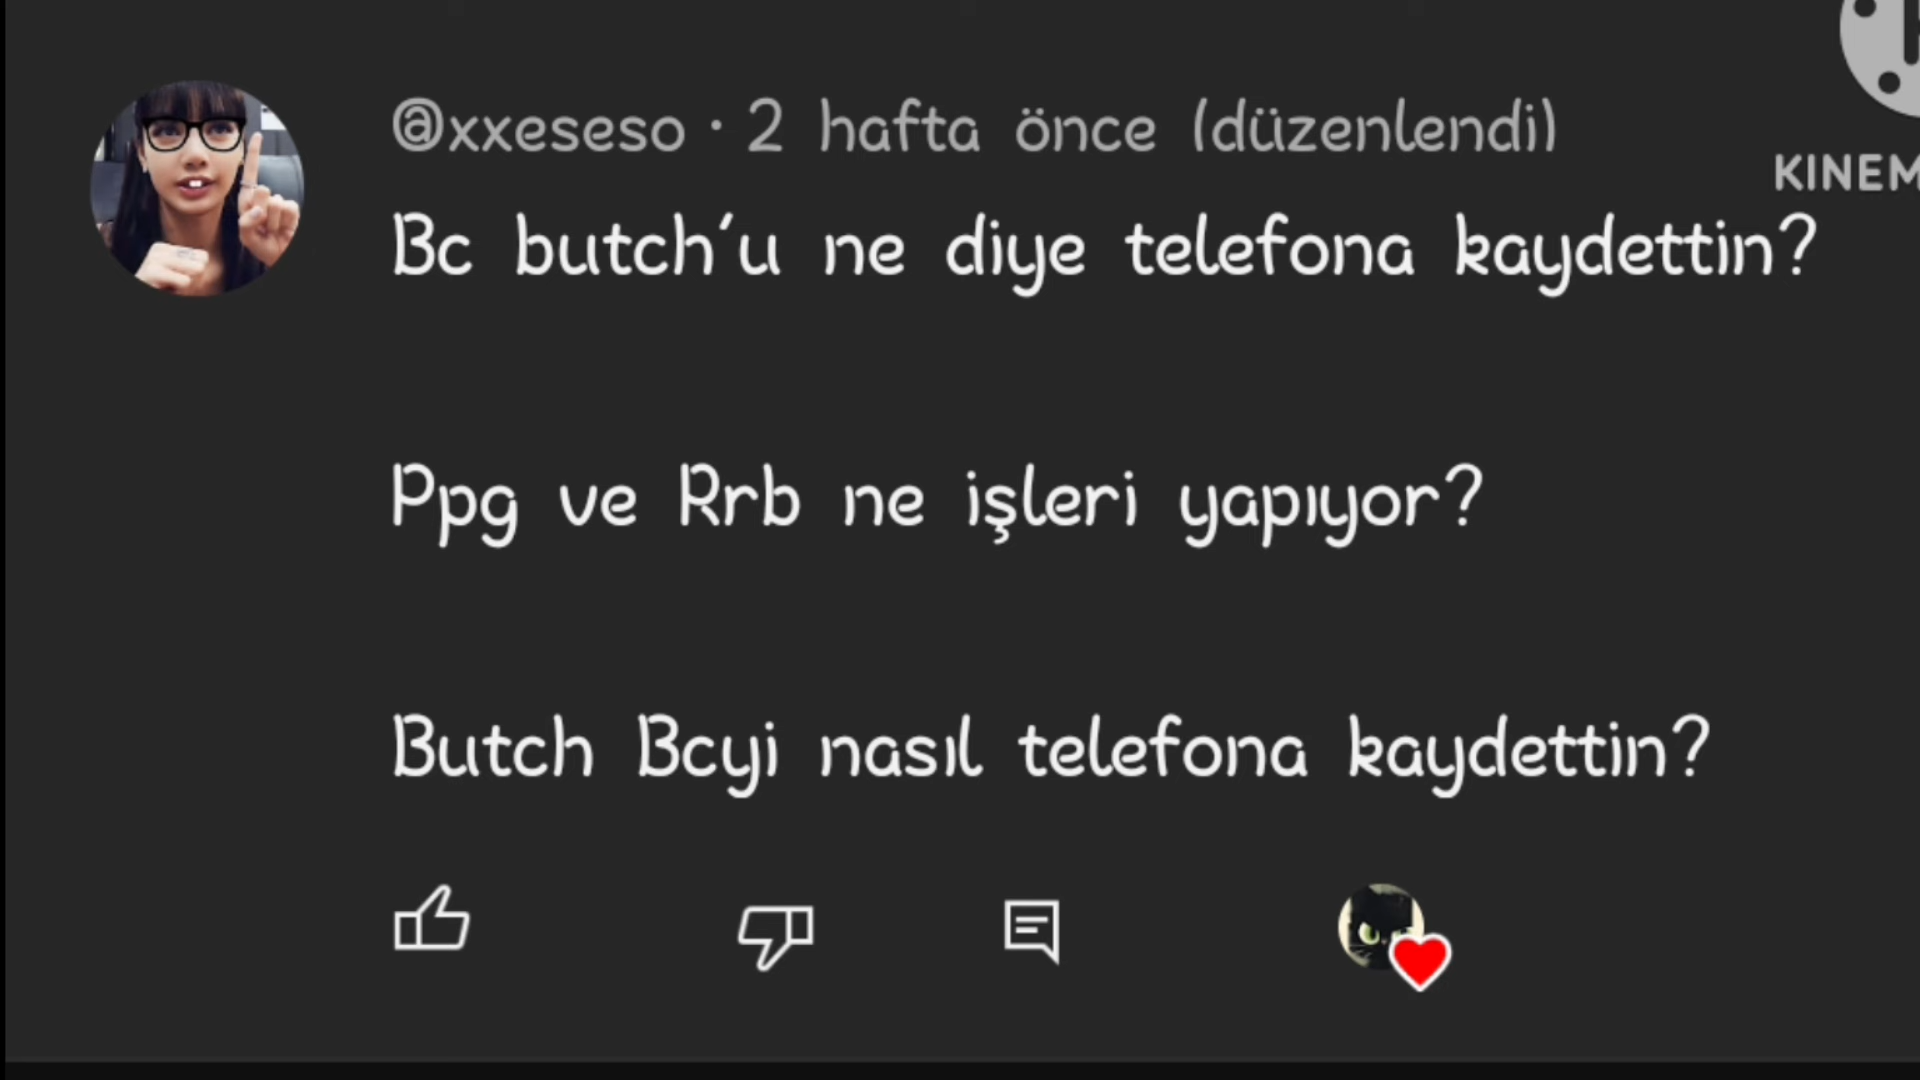 @xxeseso · 2 hafta önce (düzenlendi)
KINEM
Bc butch'u ne diye telefona kaydettin?
Ppg ve Rrb ne işleri yapıyor?
Butch Bcyi nasıl telefona kaydettin?